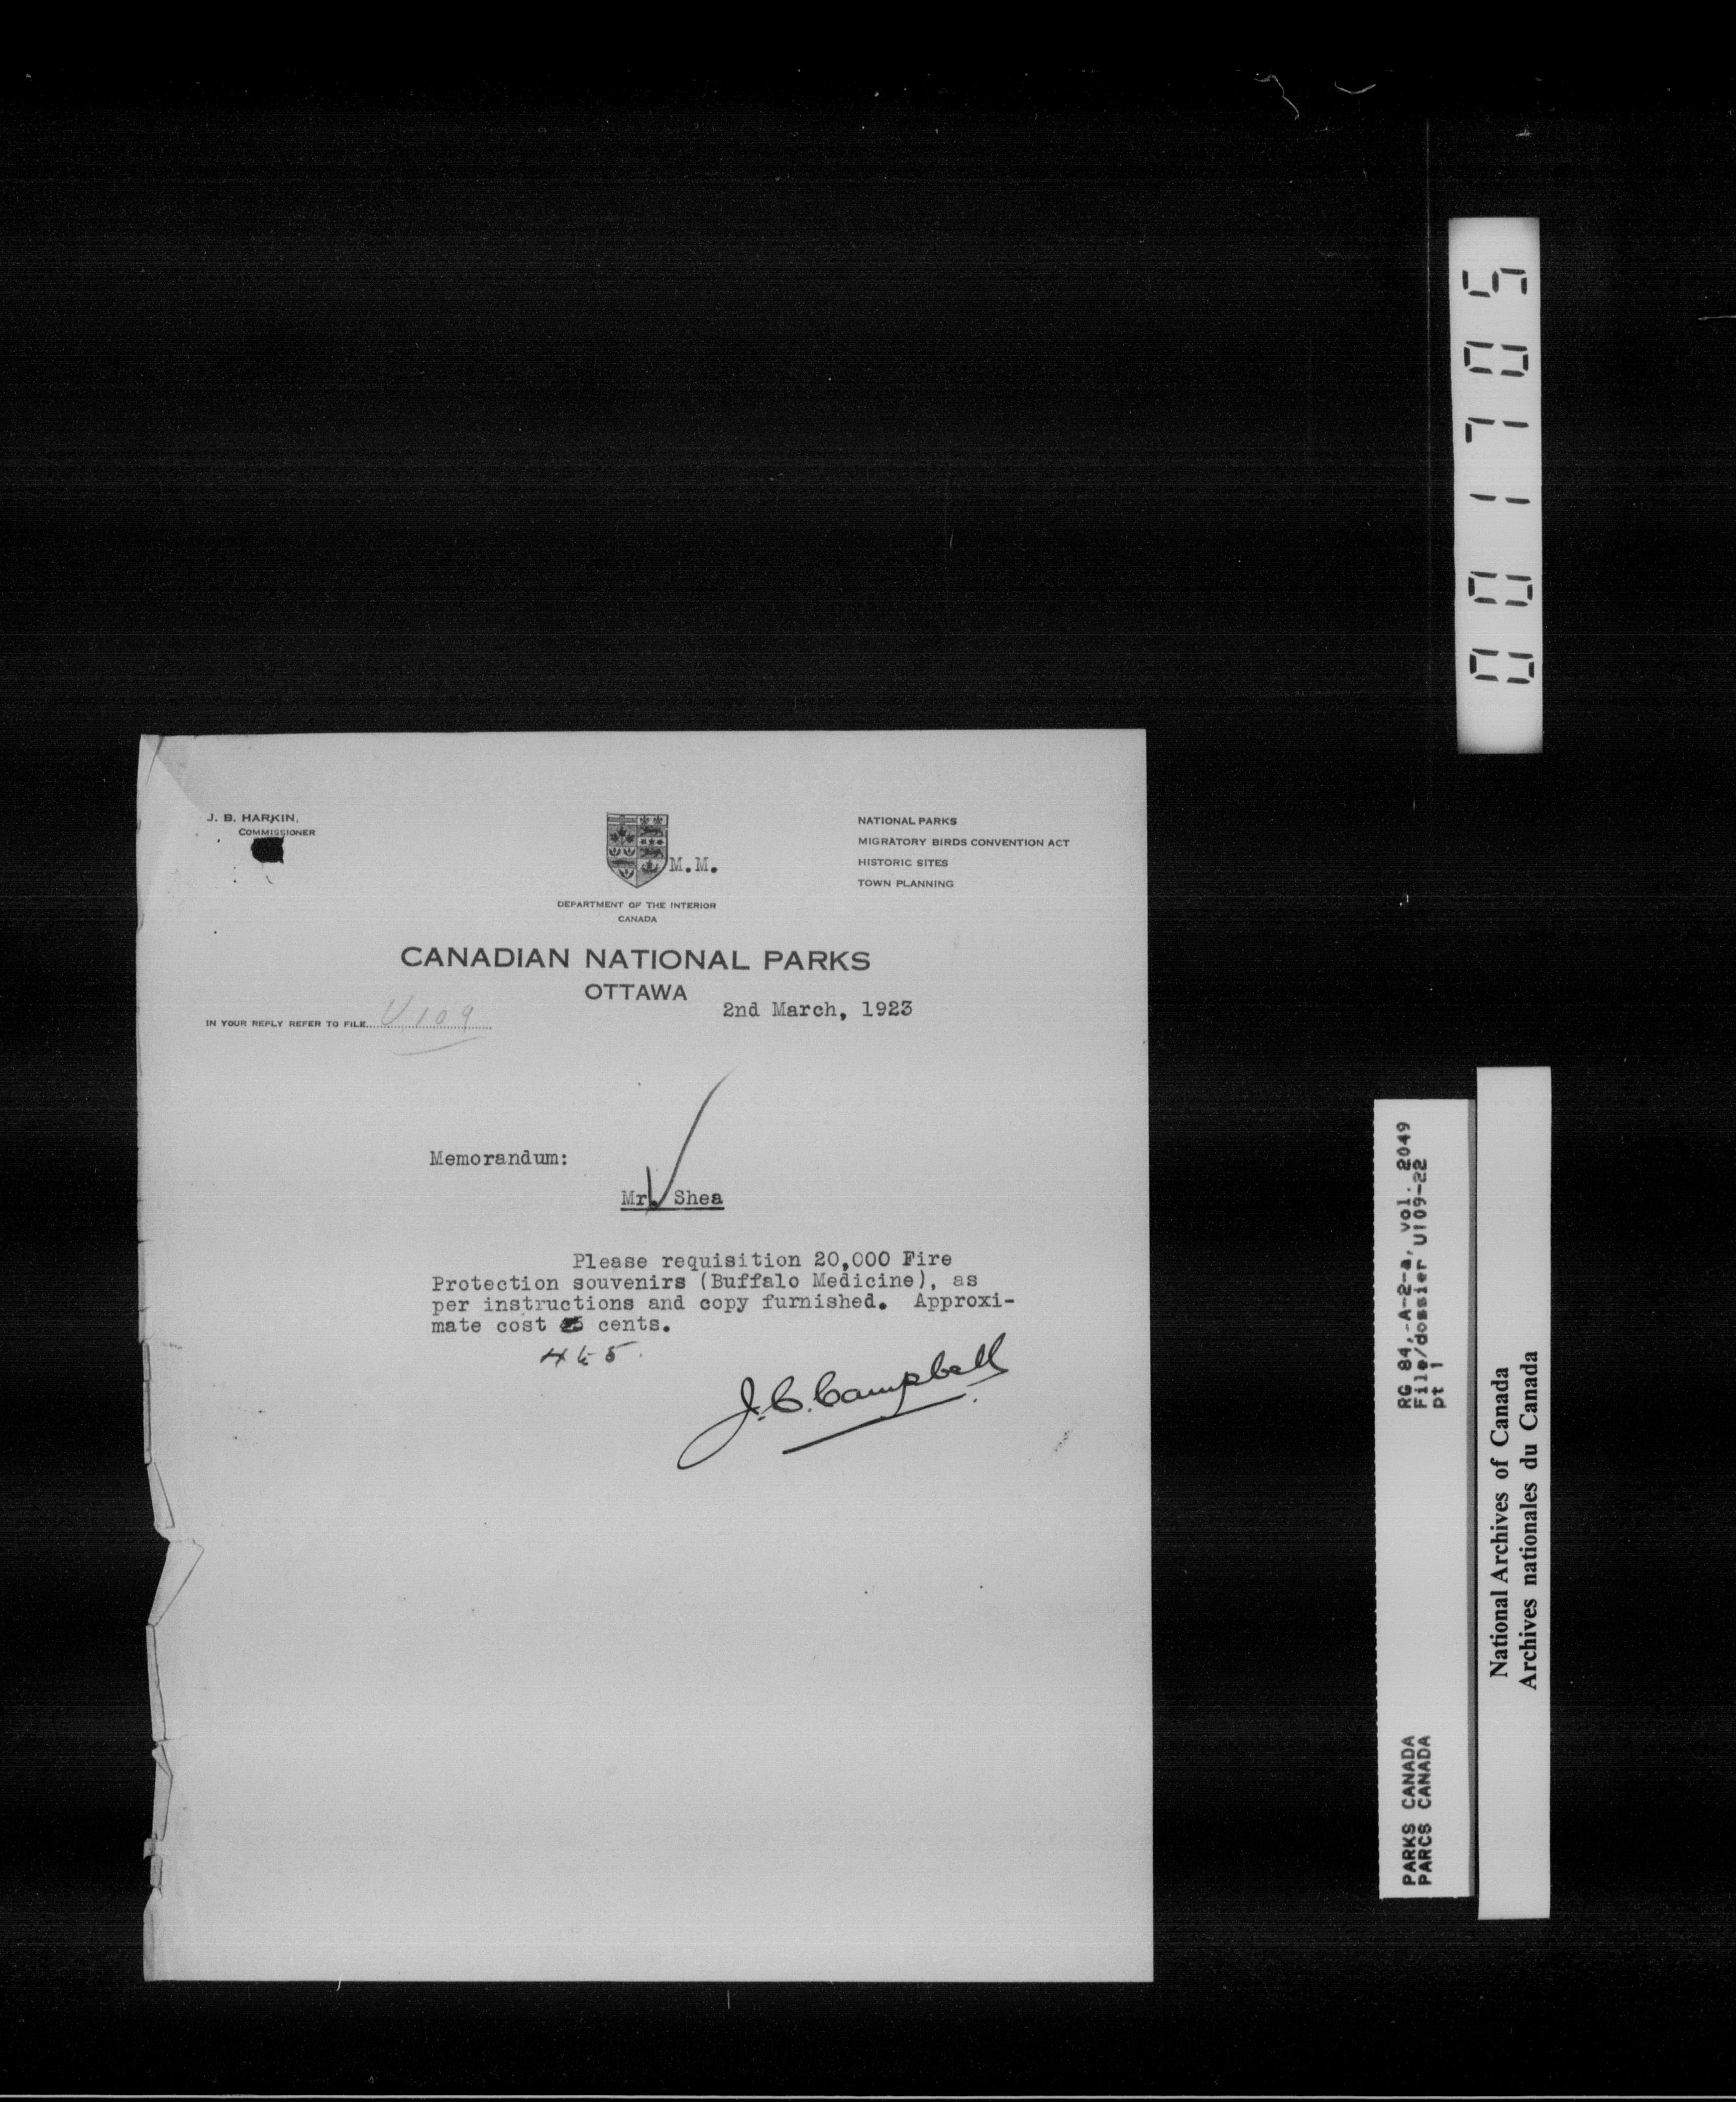 J. B. HARKIN,
COMMISSIONER
M.M.
NATIONAL PARKS
MIGRATORY BIRDS CONVENTION ACT
HISTORIC SITES
TOWN PLANNING
DEPARTMENT OF THE INTERIOR
CANADA
CANADIAN NATIONAL PARKS
OTTAWA
2nd March, 1923
IN YOUR REPLY REFER TO FILE U109
Memorandum:
Mr. Shea
Please requisition 20,000 Fire
Protection souvenirs (Buffalo Medicine), as
per instructions and copy furnished. Approxi-
mate cost cents.
J.C. Campbell
001705
RG 84, A-2-a, vol. 2049
File/dossier U109-22
pt 1
PARKS CANADA
PARCS CANADA
National Archives of Canada
Archives nationales du Canada